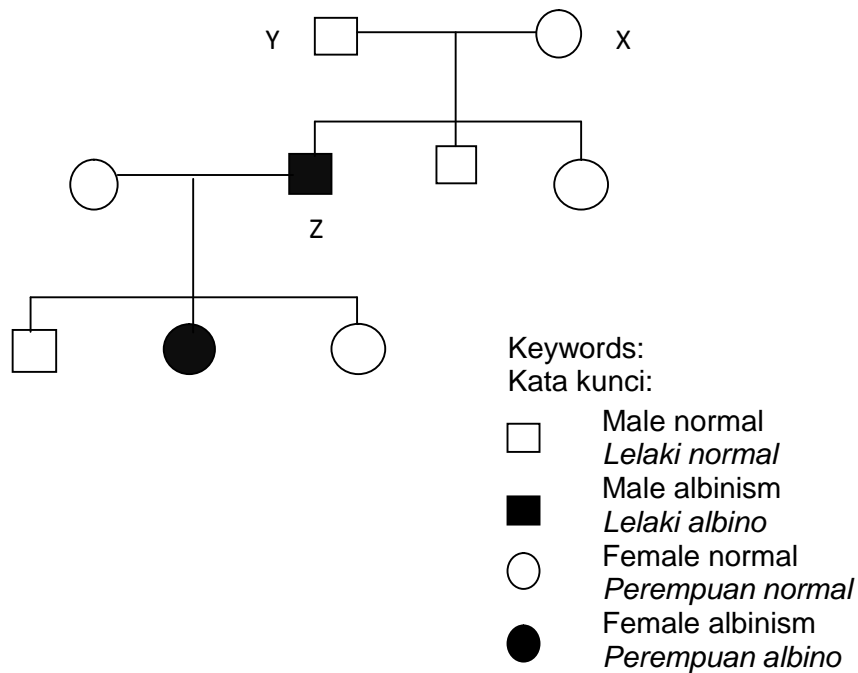 Y
X
Z
Keywords:
Kata kunci:
Male normal
Lelaki normal
Male albinism
Lelaki albino
Female normal
Perempuan normal
Female albinism
Perempuan albino